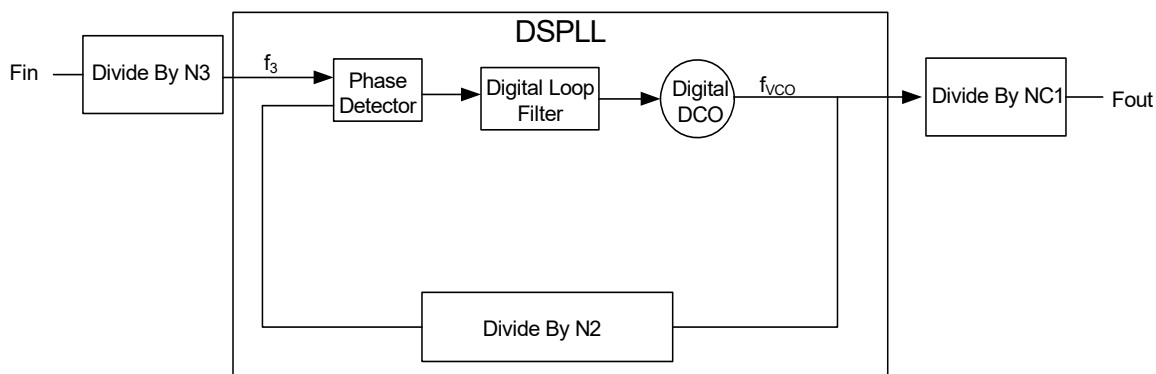 DSPLL
Fin
Divide By N3
f3
Phase
Detector
Digital Loop
Filter
Digital
DCO
fVCO
Divide By NC1
Fout
Divide By N2